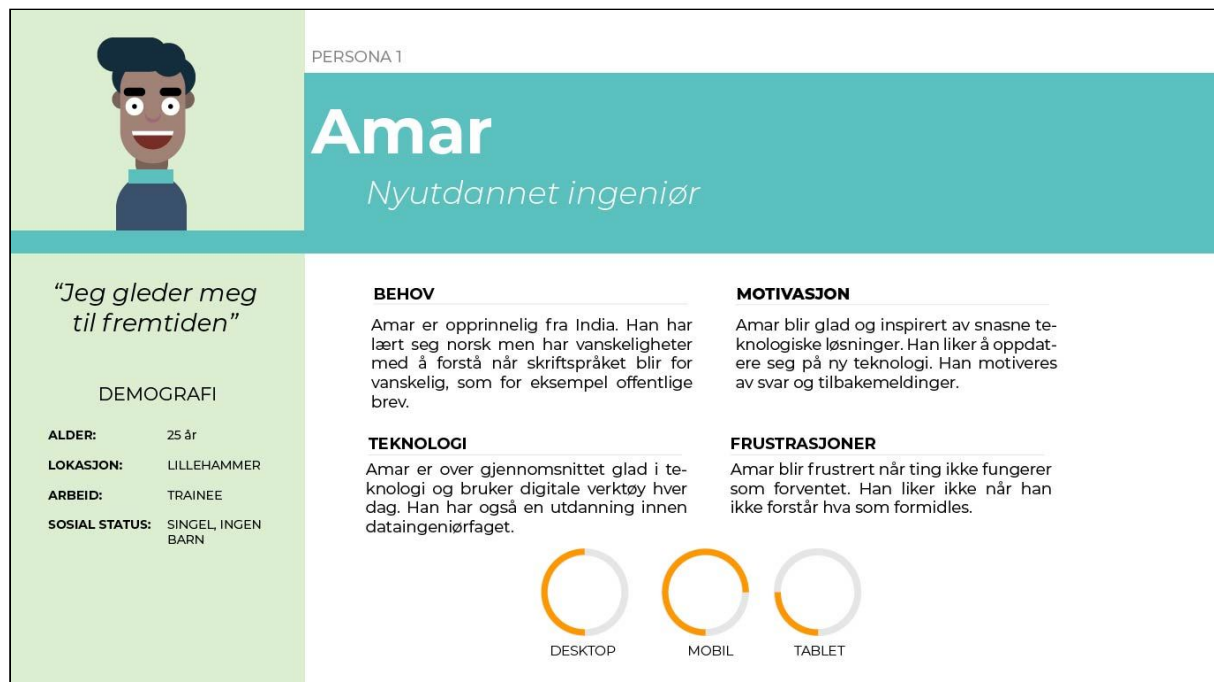 PERSONA 1
Amar
Nyutdannet ingeniør
“Jeg gleder meg
til fremtiden”
DEMOGRAFI
ALDER: 25 år
LOKASJON: LILLEHAMMER
ARBEID: TRAINEE
SOSIAL STATUS: SINGEL, INGEN
BARN
BEHOV
Amar er opprinnelig fra India. Han har
lært seg norsk men har vanskeligheter
med å forstå når skriftspråket blir for
vanskelig, som for eksempel offentlige
brev.
MOTIVASJON
Amar blir glad og inspirert av snasne te-
knologiske løsninger. Han liker å oppdat-
ere seg på ny teknologi. Han motiveres
av svar og tilbakemeldinger.
TEKNOLOGI
Amar er over gjennomsnittet glad i te-
knologi og bruker digitale verktøy hver
dag. Han har også en utdanning innen
dataingeniørfaget.
FRUSTRASJONER
Amar blir frustrert når ting ikke fungerer
som forventet. Han liker ikke når han
ikke forstår hva som formidles.
DESKTOP MOBIL TABLET